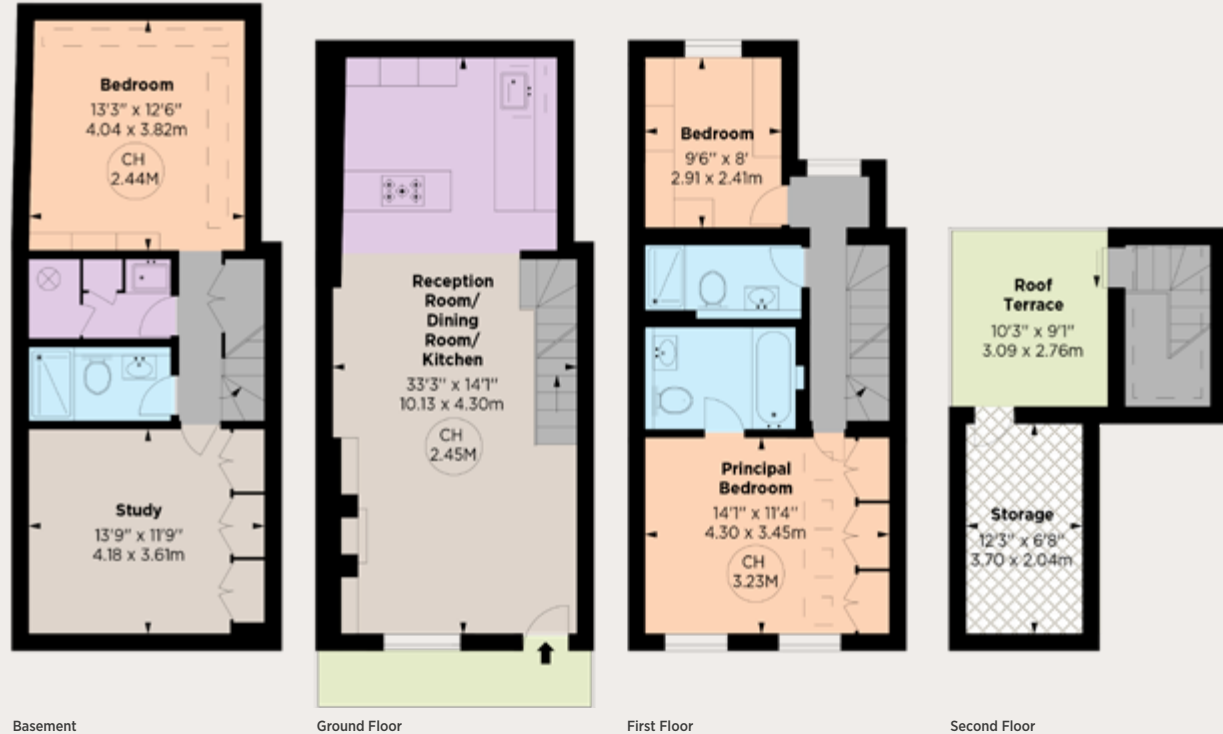 Bedroom
13'3" x 12'6"
4.04 x 3.82m
CH
2.44M
Study
13'9" x 11'9"
4.18 x 3.61m
Basement
Reception
Room/
Dining
Room/
Kitchen
33'3" x 14'1"
10.13 x 4.30m
CH
2.45M
Ground Floor
Bedroom
9'6" x 8'
2.91 x 2.41m
Principal
Bedroom
14'1" x 11'4"
4.30 x 3.45m
CH
3.23M
First Floor
Roof
Terrace
10'3" x 9'1"
3.09 x 2.76m
Storage
12'3" x 6'8"
3.70 x 2.04m
Second Floor